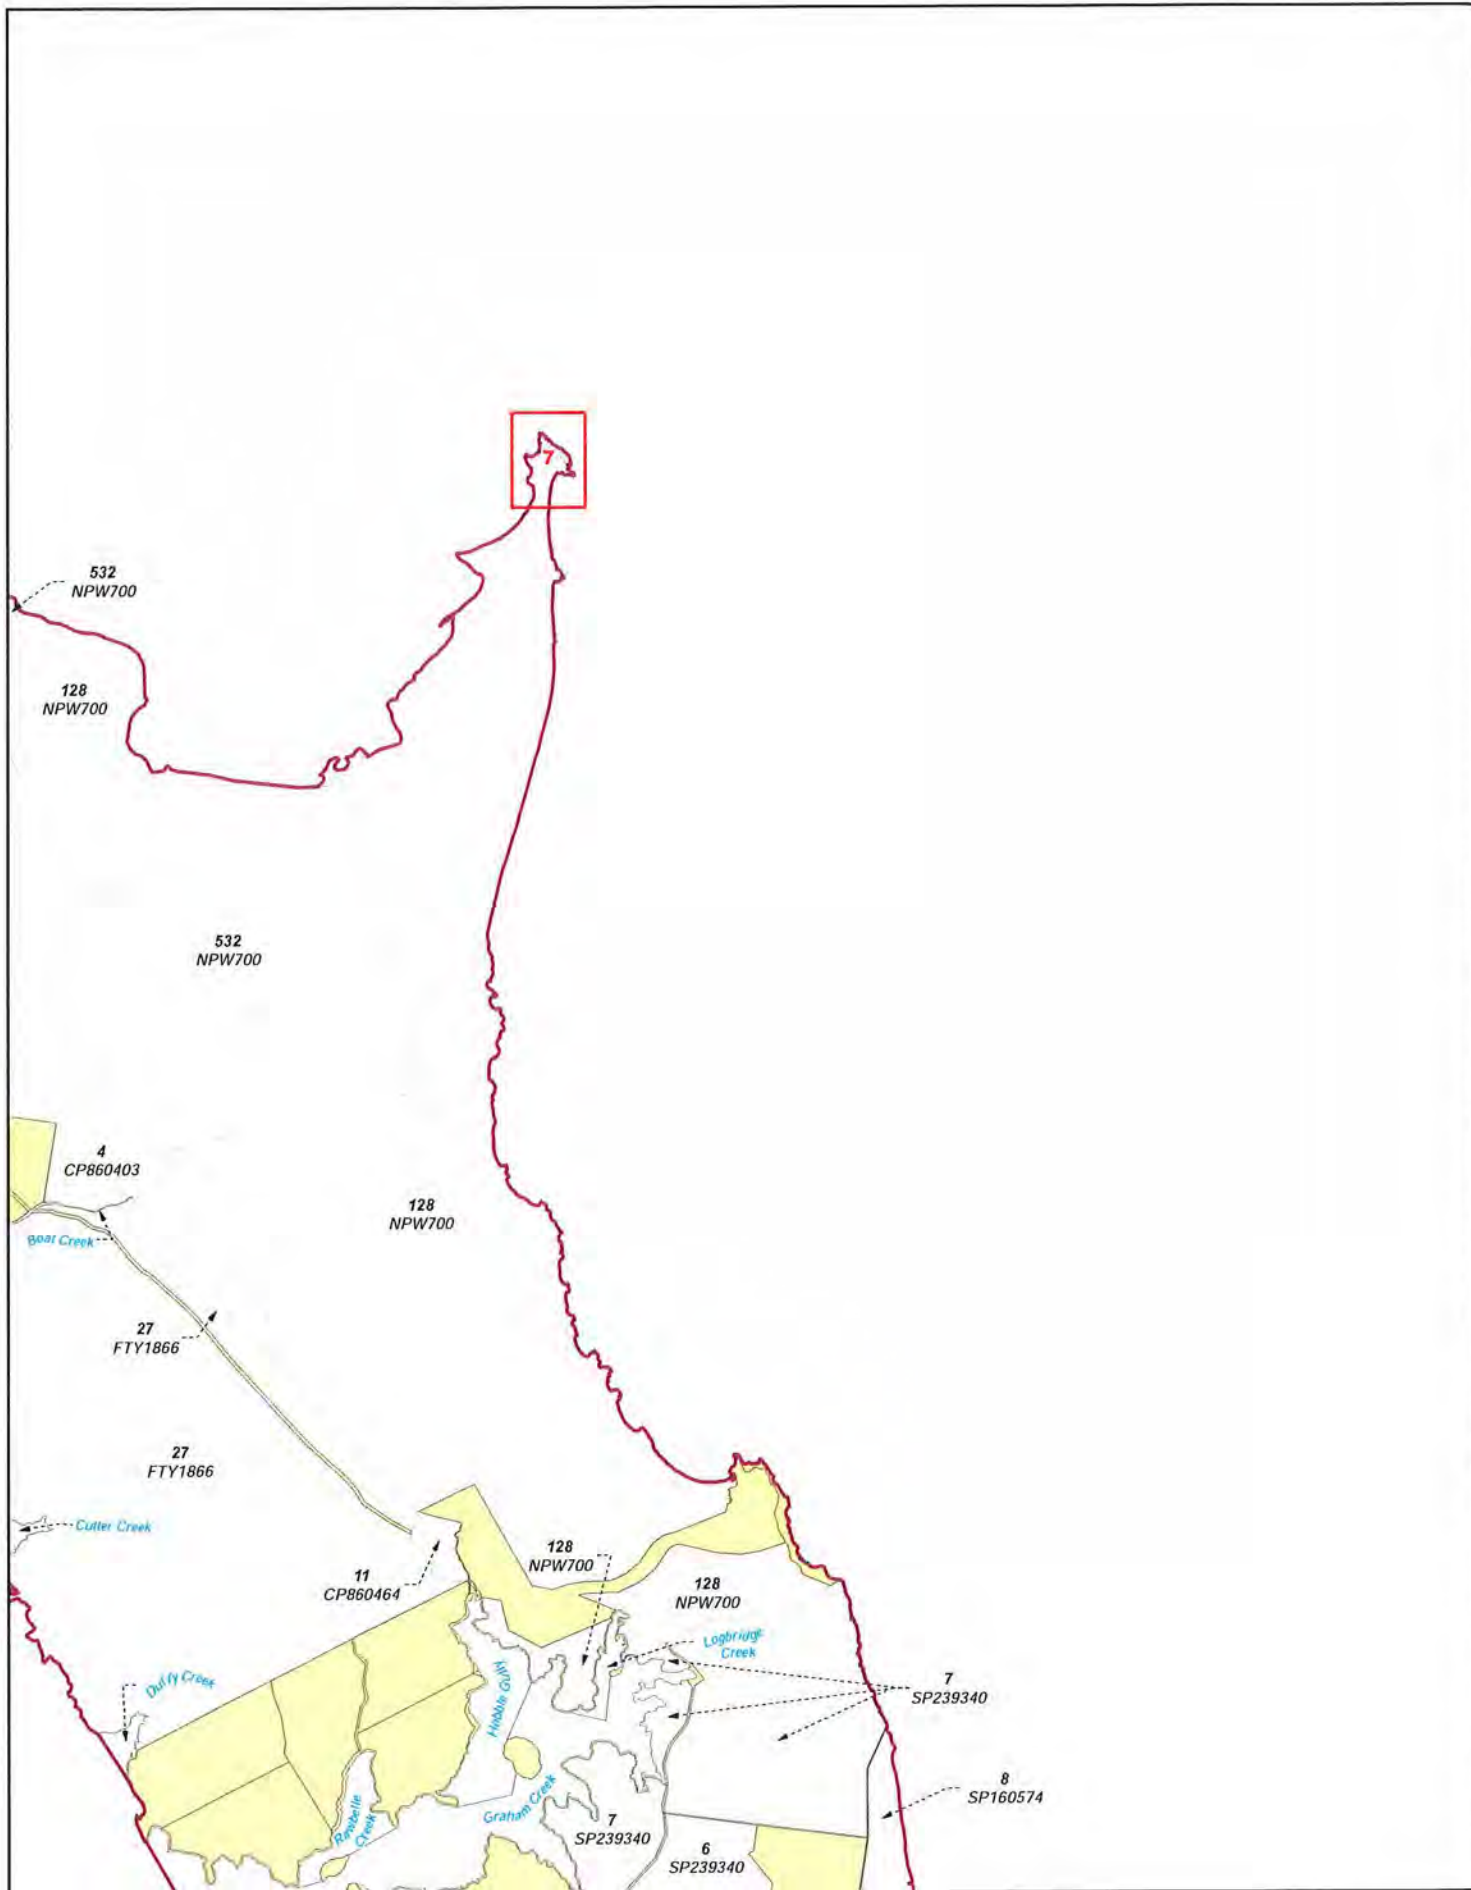 7
532
NPW700
128
NPW700
532
NPW700
4
CP860403
128
NPW700
Boat Creek
27
FTY1866
27
FTY1866
Cutter Creek
128
NPW700
11
CP860464
128
NPW700
Logbridge
Creek
Duffy Creek
Hobble Gully
7
SP239340
8
SP160574
Graham Creek
Rawbelle
Creek
7
SP239340
6
SP239340